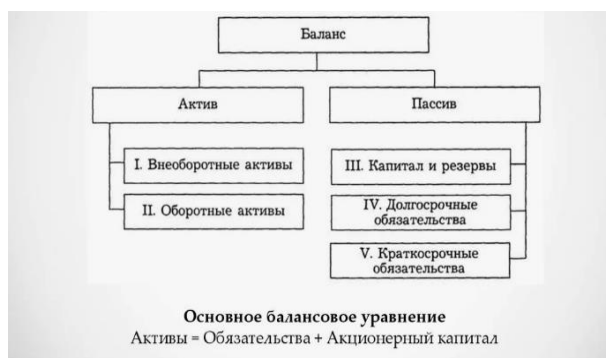 Баланс
Актив
Пассив
I. Внеоборотные активы
II. Оборотные активы
III. Капитал и резервы
IV. Долгосрочные
обязательства
V. Краткосрочные
обязательства
Основное балансовое уравнение
Активы = Обязательства + Акционерный капитал